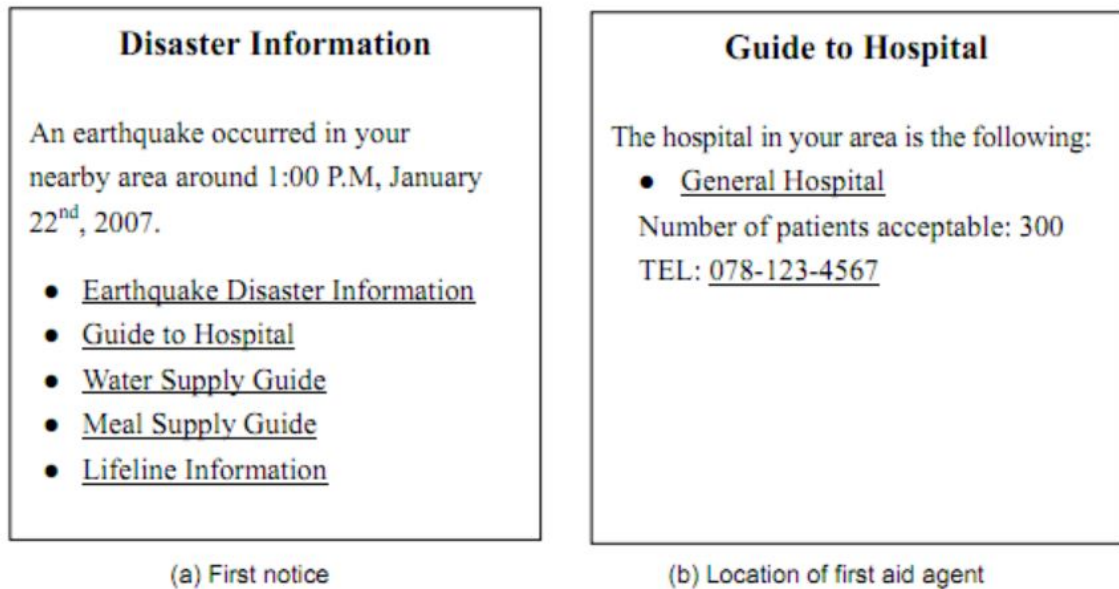 Disaster Information
An earthquake occurred in your
nearby area around 1:00 P.M, January
22nd, 2007.
● Earthquake Disaster Information
● Guide to Hospital
● Water Supply Guide
● Meal Supply Guide
● Lifeline Information
(a) First notice
Guide to Hospital
The hospital in your area is the following:
● General Hospital
Number of patients acceptable: 300
TEL: 078-123-4567
(b) Location of first aid agent